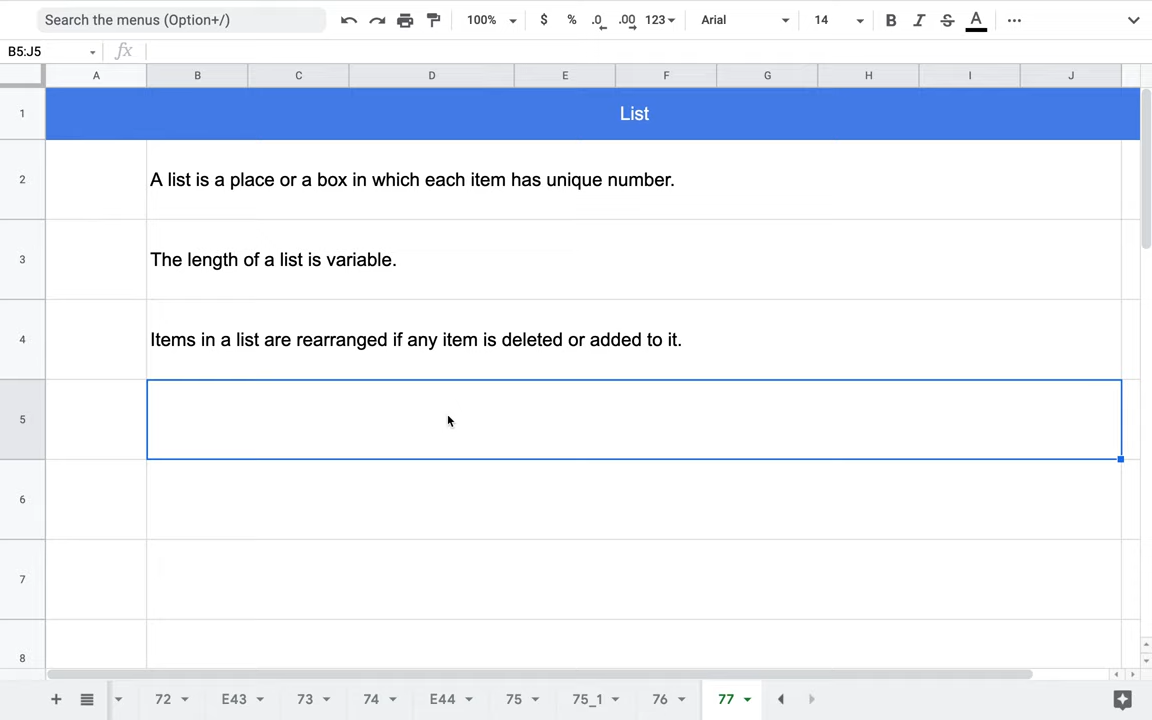 Search the menus (Option+/)
100%
$ % .0 .00 123
Arial
14
B I S A
B5:J5
fx
A B C D E F G H I J
1 List
2 A list is a place or a box in which each item has unique number.
3 The length of a list is variable.
4 Items in a list are rearranged if any item is deleted or added to it.
5
6
7
8
72 E43 73 74 E44 75 75_1 76 77